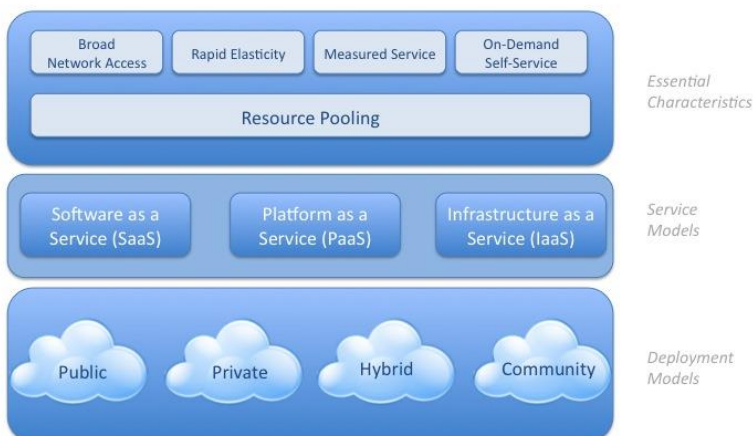 Broad
Network Access
Rapid Elasticity
Measured Service
On-Demand
Self-Service
Resource Pooling
Essential
Characteristics
Software as a
Service (SaaS)
Platform as a
Service (PaaS)
Infrastructure as a
Service (IaaS)
Service
Models
Public
Private
Hybrid
Community
Deployment
Models